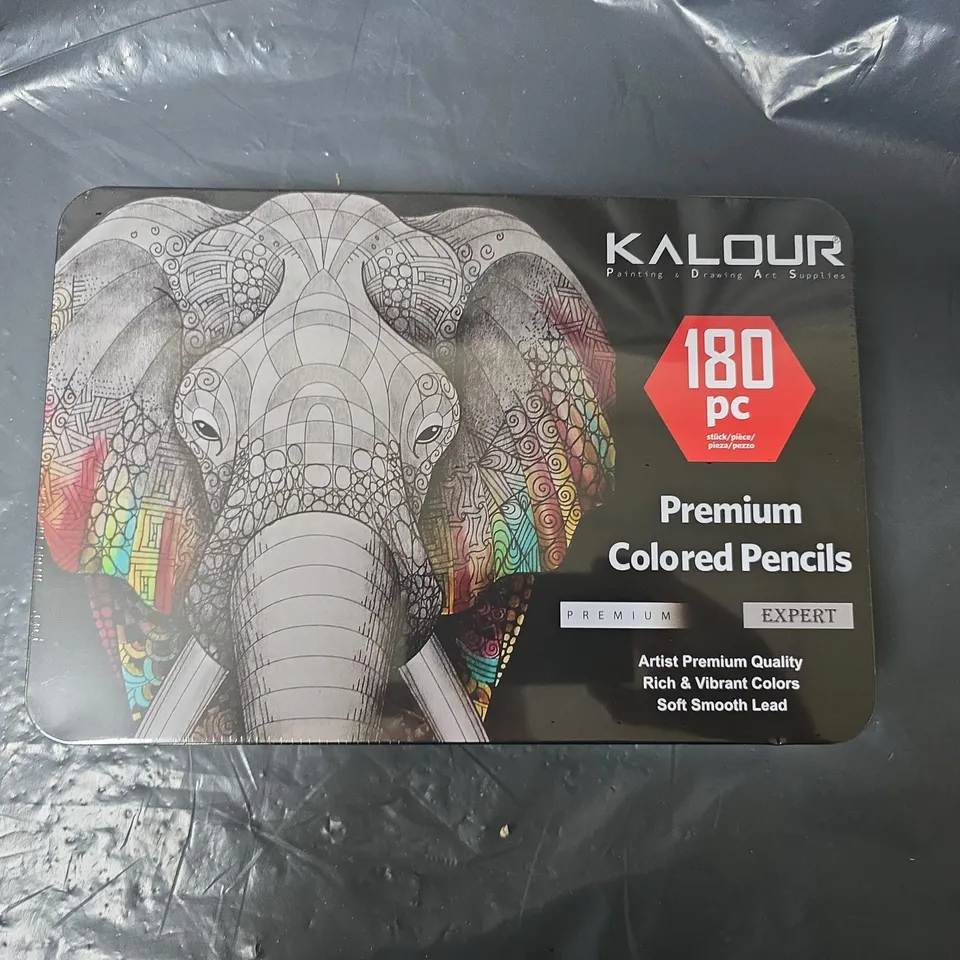 KALOUR®
Painting & Drawing Art Supplies
180
pc
stück/pièce/
pieza/pezzo
Premium
Colored Pencils
PREMIUM
EXPERT
Artist Premium Quality
Rich & Vibrant Colors
Soft Smooth Lead